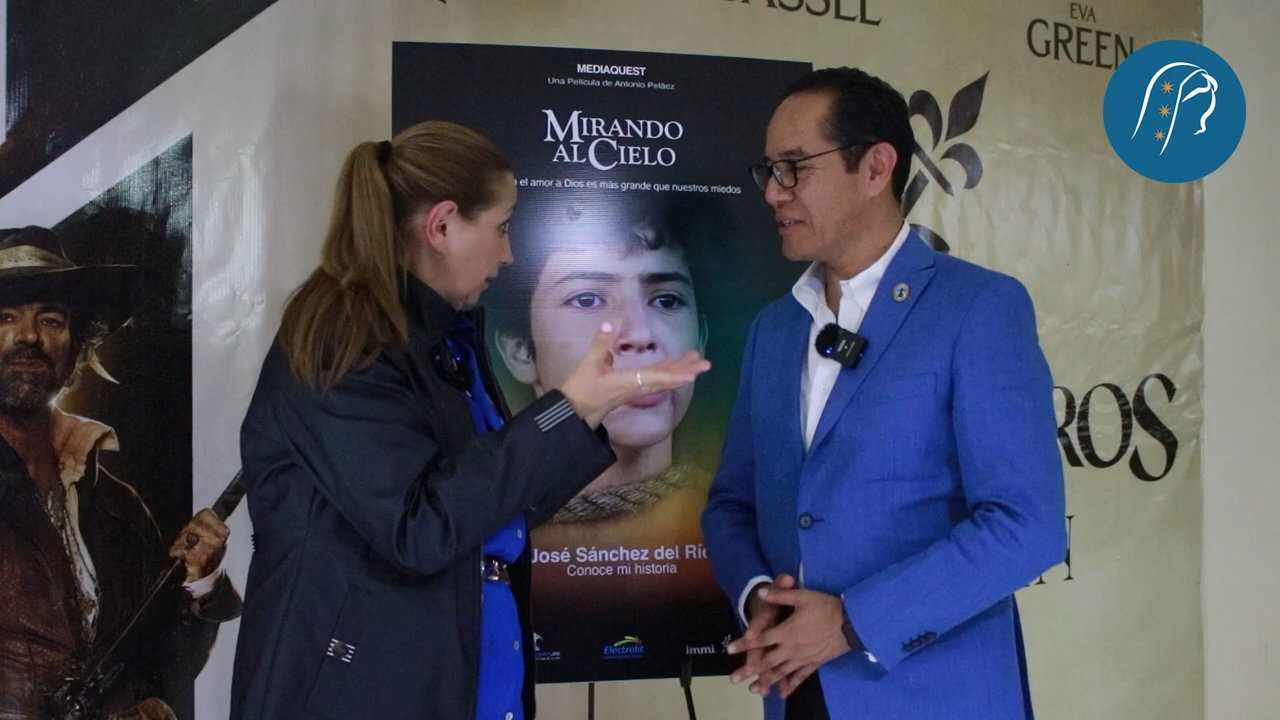 CASSEL
EVA
GREEN
MEDIAQUEST
Una Película de Antonio Peláez
MIRANDO
AL CIELO
el amor a Dios es más grande que nuestros miedos
ROS
José Sánchez del Río
Conoce mi historia
Electrolit
immi